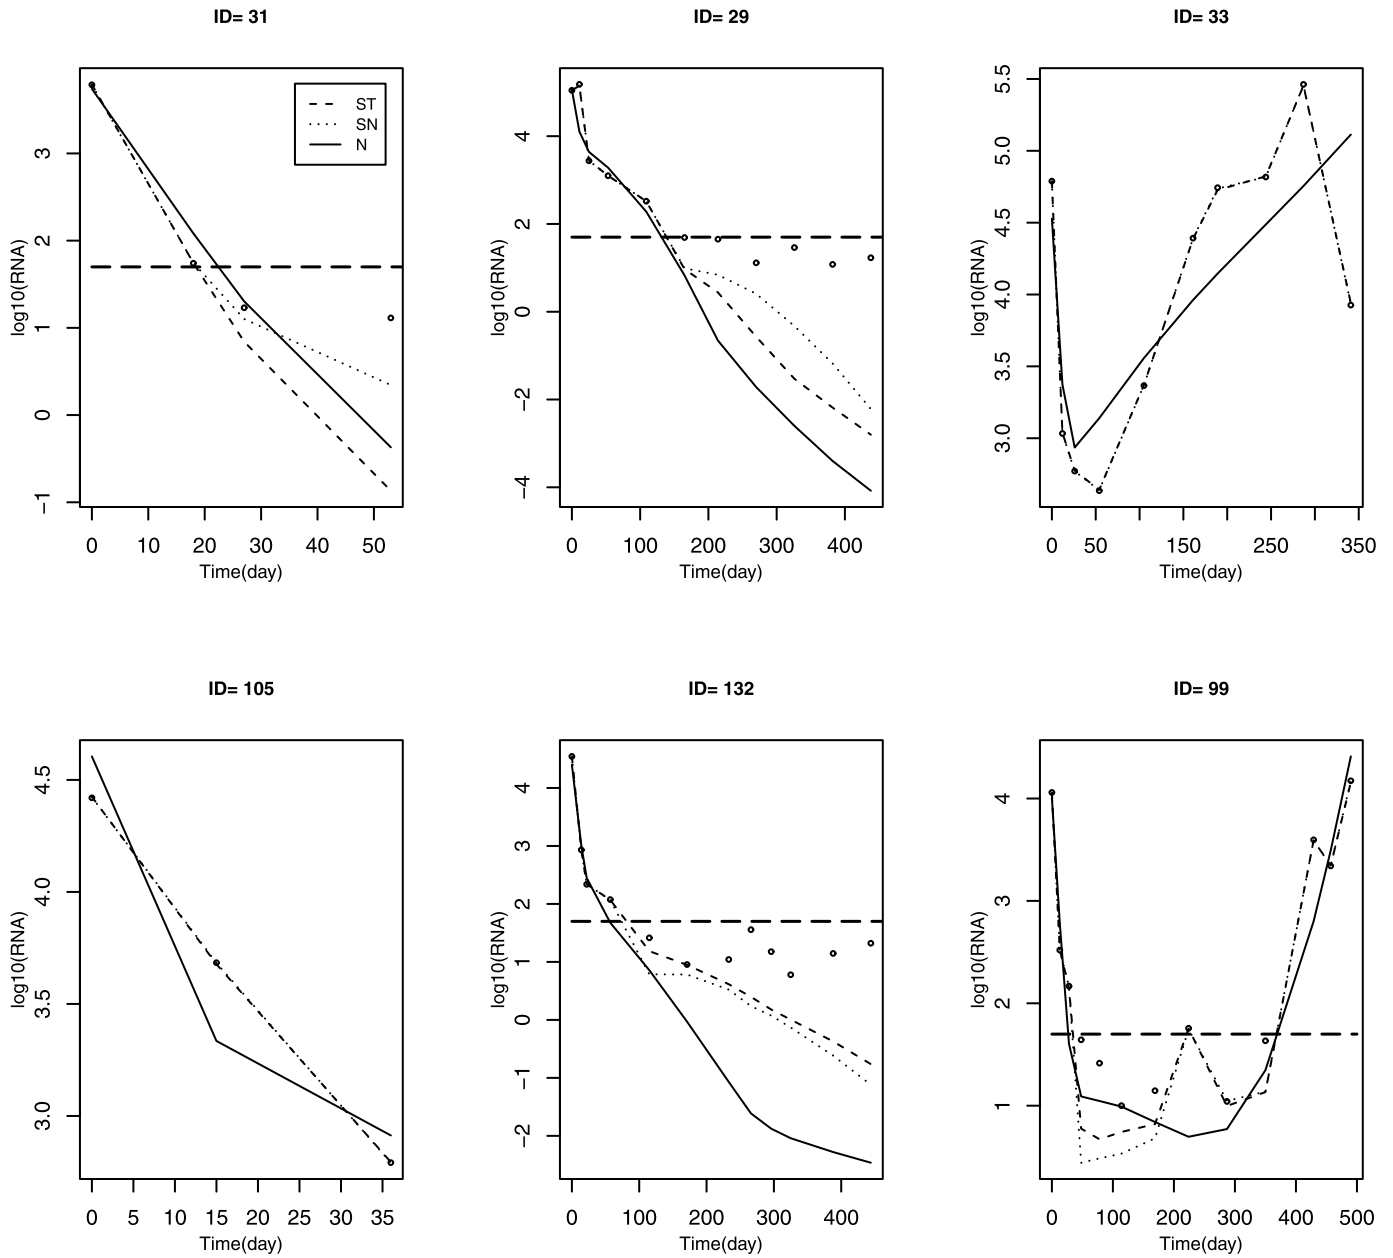 ID= 31
ID= 29
ID= 33
log10(RNA)
3
2
1
0
−1
ST
SN
N
0 10 20 30 40 50
Time(day)
log10(RNA)
4
2
0
−2
−4
0 100 200 300 400
Time(day)
log10(RNA)
5.5
5.0
4.5
4.0
3.5
3.0
0 50 150 250 350
Time(day)
ID= 105
ID= 132
ID= 99
log10(RNA)
4.5
4.0
3.5
3.0
0 5 10 15 20 25 30 35
Time(day)
log10(RNA)
4
3
2
1
0
−1
−2
0 100 200 300 400
Time(day)
log10(RNA)
4
3
2
1
0 100 200 300 400 500
Time(day)